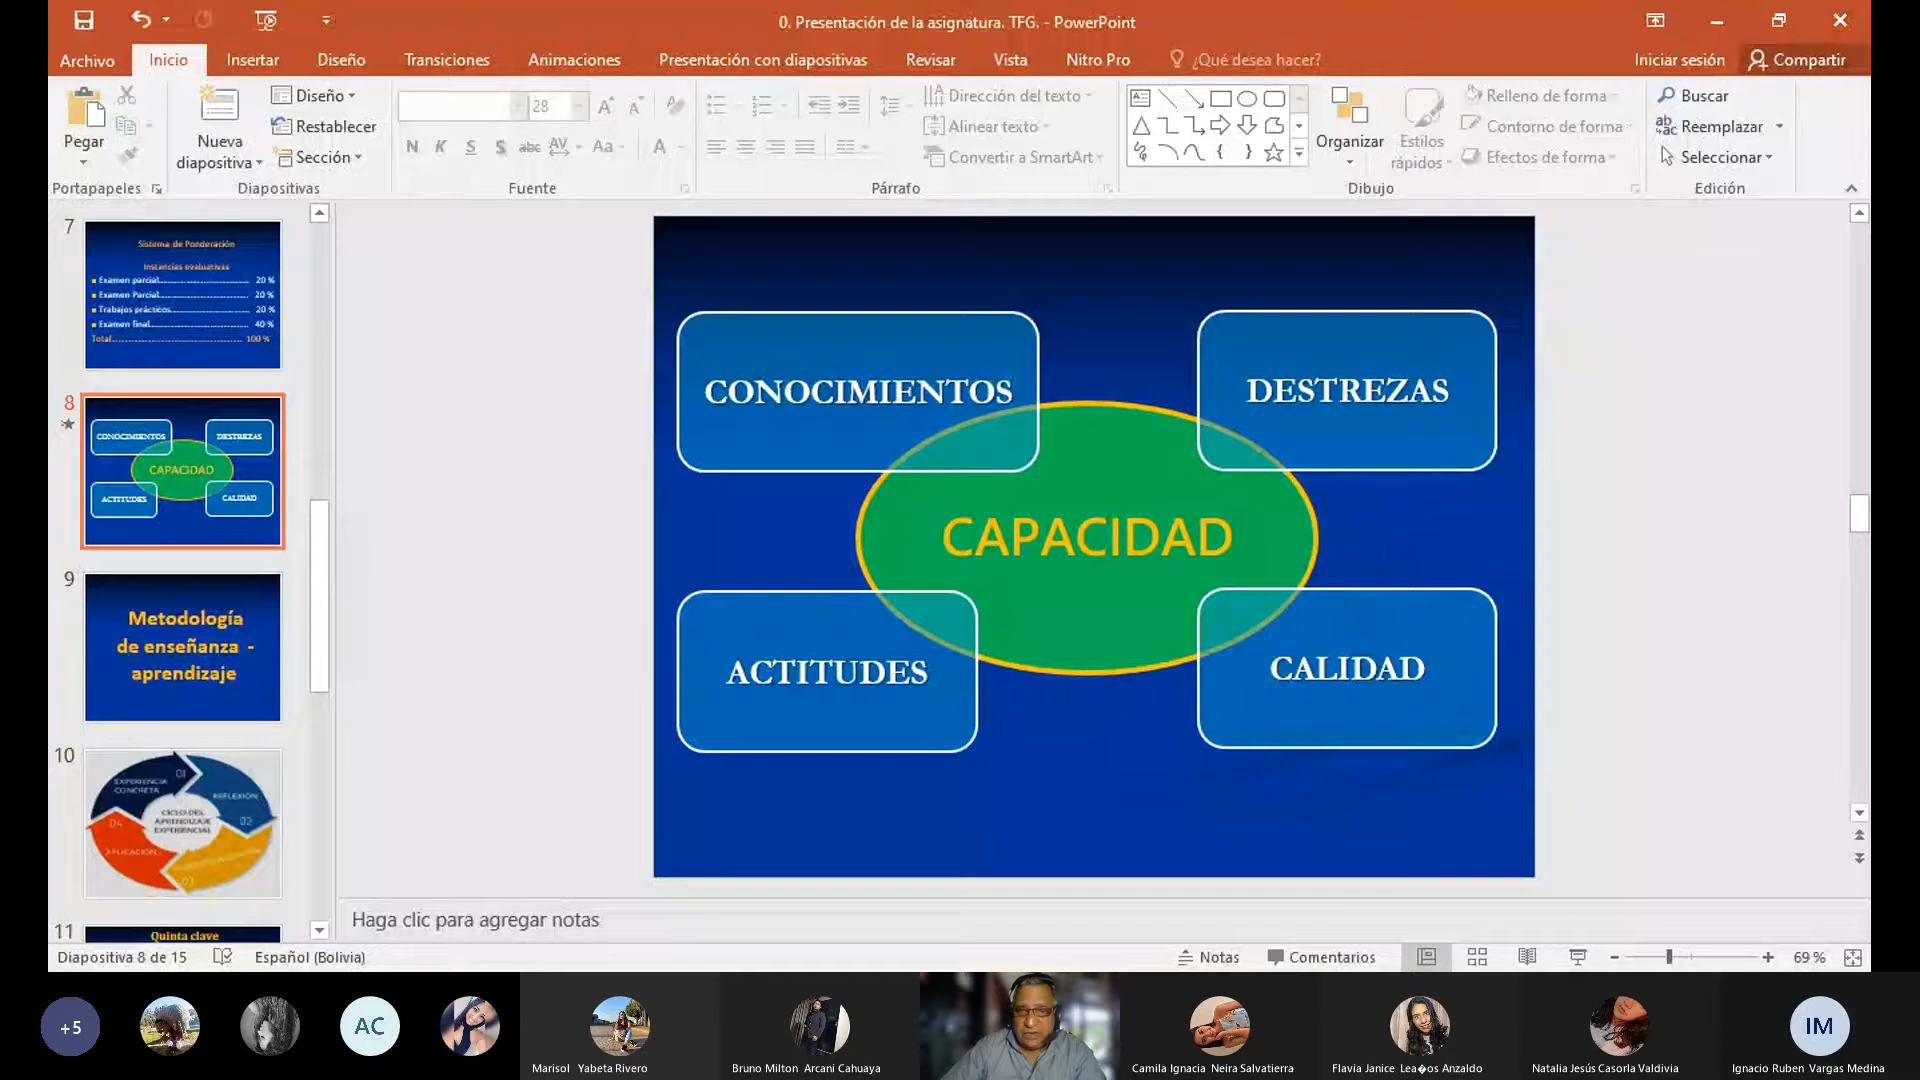 0. Presentación de la asignatura. TFG. - PowerPoint
Archivo Inicio Insertar Diseño Transiciones Animaciones Presentación con diapositivas Revisar Vista Nitro Pro ¿Qué desea hacer? Iniciar sesión Compartir
Pegar
Portapapeles
Nueva
diapositiva
Diseño
Restablecer
Sección
Diapositivas
28
N K S S abc AV Aa A
Fuente
Dirección del texto
Alinear texto
Convertir a SmartArt
Párrafo
Organizar
Estilos
rápidos
Relleno de forma
Contorno de forma
Efectos de forma
Dibujo
Buscar
Reemplazar
Seleccionar
Edición
7
Sistema de Ponderación
Instancias evaluativas
Examen parcial 20 %
Examen Parcial 20 %
Trabajos prácticos 20 %
Examen final 40 %
Total 100 %
8
CONOCIMIENTOS DESTREZAS
CAPACIDAD
ACTITUDES CALIDAD
9
Metodología
de enseñanza -
aprendizaje
10
EXPERIENCIA
CONCRETA
01
REFLEXIÓN
02
CICLO DEL
APRENDIZAJE
EXPERIENCIAL
04
APLICACIÓN
03
11
Quinta clave
CONOCIMIENTOS
DESTREZAS
CAPACIDAD
ACTITUDES
CALIDAD
Haga clic para agregar notas
Diapositiva 8 de 15 Español (Bolivia) Notas Comentarios 69 %
+5
AC
IM
Marisol Yabeta Rivero
Bruno Milton Arcani Cahuaya
Camila Ignacia Neira Salvatierra
Flavia Janice Lea�os Anzaldo
Natalia Jesús Casorla Valdivia
Ignacio Ruben Vargas Medina